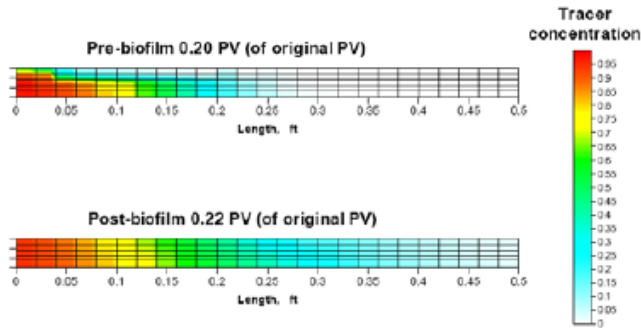 Tracer
concentration
Pre-biofilm 0.20 PV (of original PV)
0 0.05 0.1 0.15 0.2 0.25 0.3 0.35 0.4 0.45 0.5
Length, ft
Post-biofilm 0.22 PV (of original PV)
0 0.05 0.1 0.15 0.2 0.25 0.3 0.35 0.4 0.45 0.5
Length, ft
0.95
0.9
0.85
0.8
0.75
0.7
0.65
0.6
0.55
0.5
0.45
0.4
0.35
0.3
0.25
0.2
0.15
0.1
0.05
0